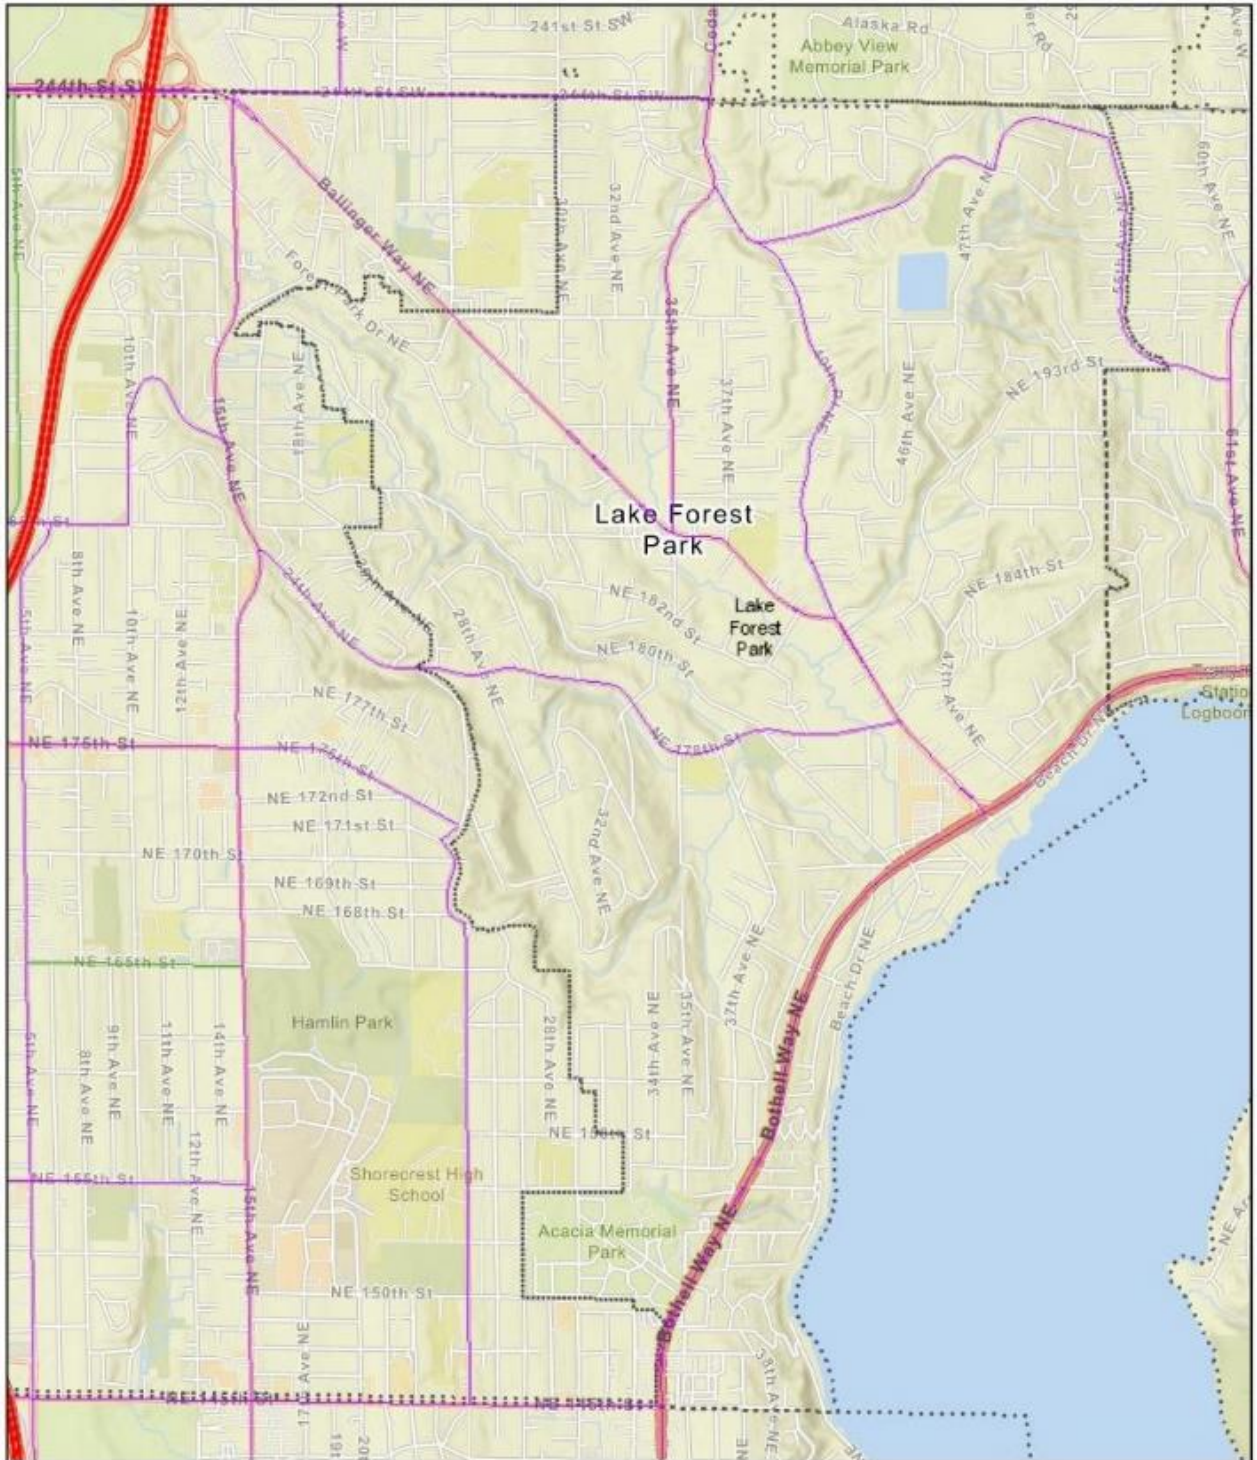 241st St SW
Alaska Rd
Abbey View
Memorial Park
244th St SW
244th St SW
5th Ave NE
Ballinger Way NE
30th Ave NE
32nd Ave NE
47th Ave NE
55th Ave NE
60th Ave NE
Forest Park Dr NE
35th Ave NE
10th Ave NE
18th Ave NE
15th Ave NE
37th Ave NE
40th Pl NE
46th Ave NE
NE 193rd St
61st Ave NE
Lake Forest
Park
8th Ave NE
24th Ave NE
NE 182nd St
Lake
Forest
Park
NE 184th St
5th Ave NE
10th Ave NE
12th Ave NE
28th Ave NE
NE 180th St
47th Ave NE
NE 177th St
NE 178th St
Beach Dr NE
NE 175th St
NE 175th St
NE 172nd St
NE 171st St
32nd Ave NE
NE 170th St
NE 169th St
NE 168th St
NE 165th St
37th Ave NE
Beach Dr NE
Hamlin Park
5th Ave NE
8th Ave NE
9th Ave NE
11th Ave NE
14th Ave NE
28th Ave NE
34th Ave NE
35th Ave NE
Bothell Way NE
NE 158th St
12th Ave NE
NE 155th St
Shorecrest High
School
15th Ave NE
Acacia Memorial
Park
Bothell Way NE
NE 150th St
17th Ave NE
38th Ave NE
NE 145th St